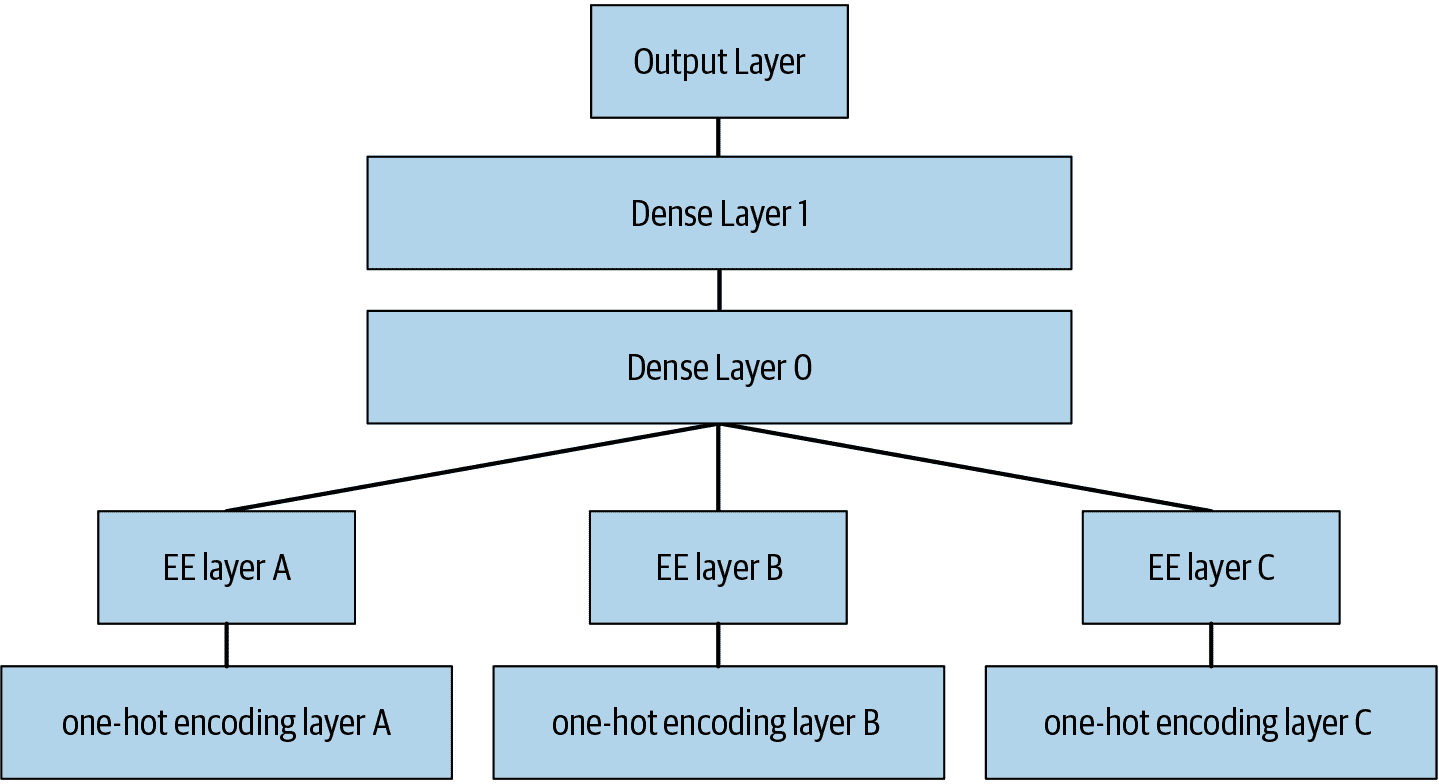 Output Layer
Dense Layer 1
Dense Layer 0
EE layer A
EE layer B
EE layer C
one-hot encoding layer A
one-hot encoding layer B
one-hot encoding layer C